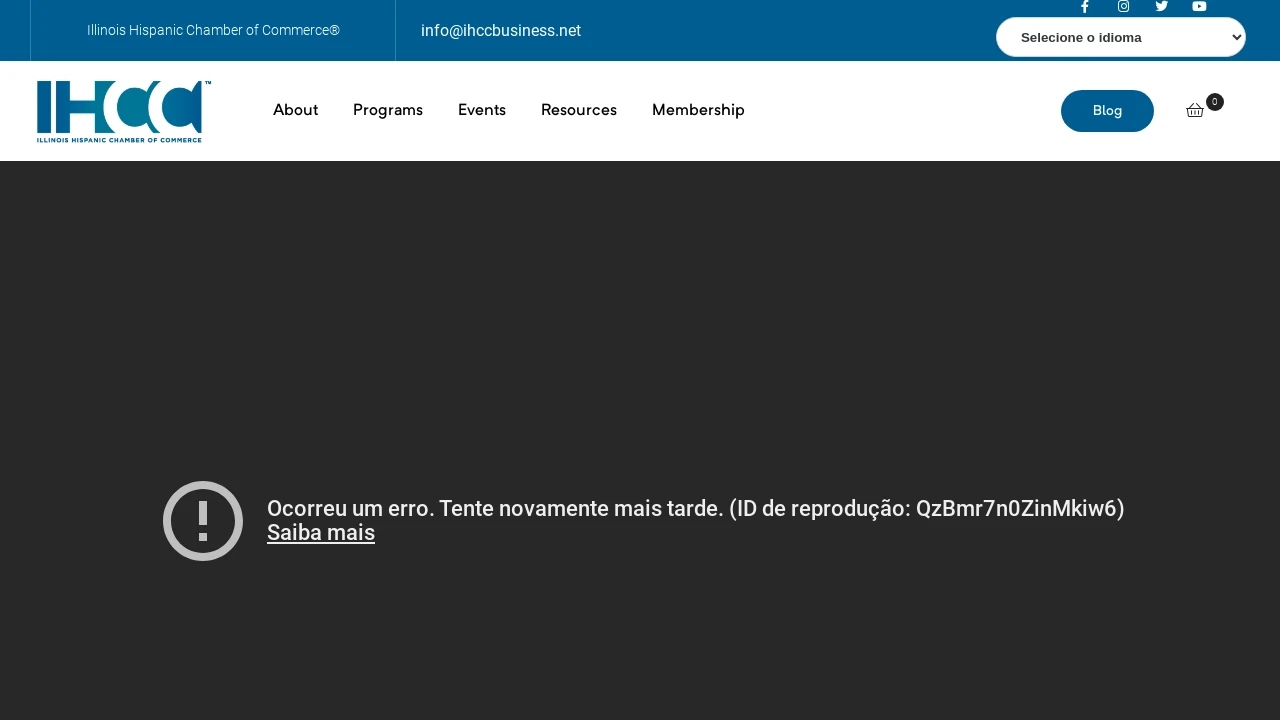 Illinois Hispanic Chamber of Commerce®
info@ihccbusiness.net
Selecione o idioma
IHCC™
ILLINOIS HISPANIC CHAMBER OF COMMERCE
About
Programs
Events
Resources
Membership
Blog
0
Ocorreu um erro. Tente novamente mais tarde. (ID de reprodução: QzBmr7n0ZinMkiw6)
Saiba mais